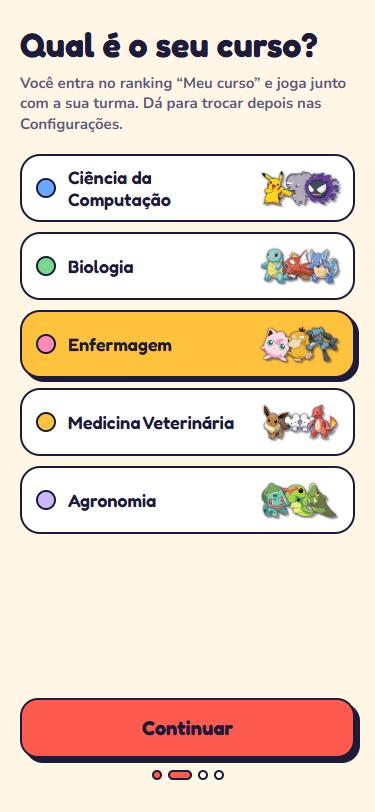 Qual é o seu curso?
Você entra no ranking “Meu curso” e joga junto
com a sua turma. Dá para trocar depois nas
Configurações.
Ciência da
Computação
Biologia
Enfermagem
Medicina Veterinária
Agronomia
Continuar